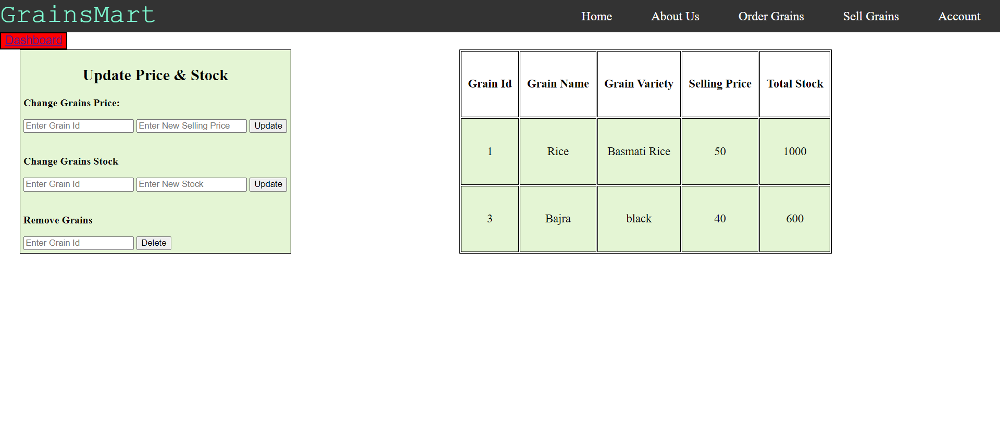 GrainsMart
Home About Us Order Grains Sell Grains Account
Dashboard
Update Price & Stock
Change Grains Price:
Enter Grain Id Enter New Selling Price Update
Change Grains Stock
Enter Grain Id Enter New Stock Update
Remove Grains
Enter Grain Id Delete
Grain Id Grain Name Grain Variety Selling Price Total Stock
1 Rice Basmati Rice 50 1000
3 Bajra black 40 600